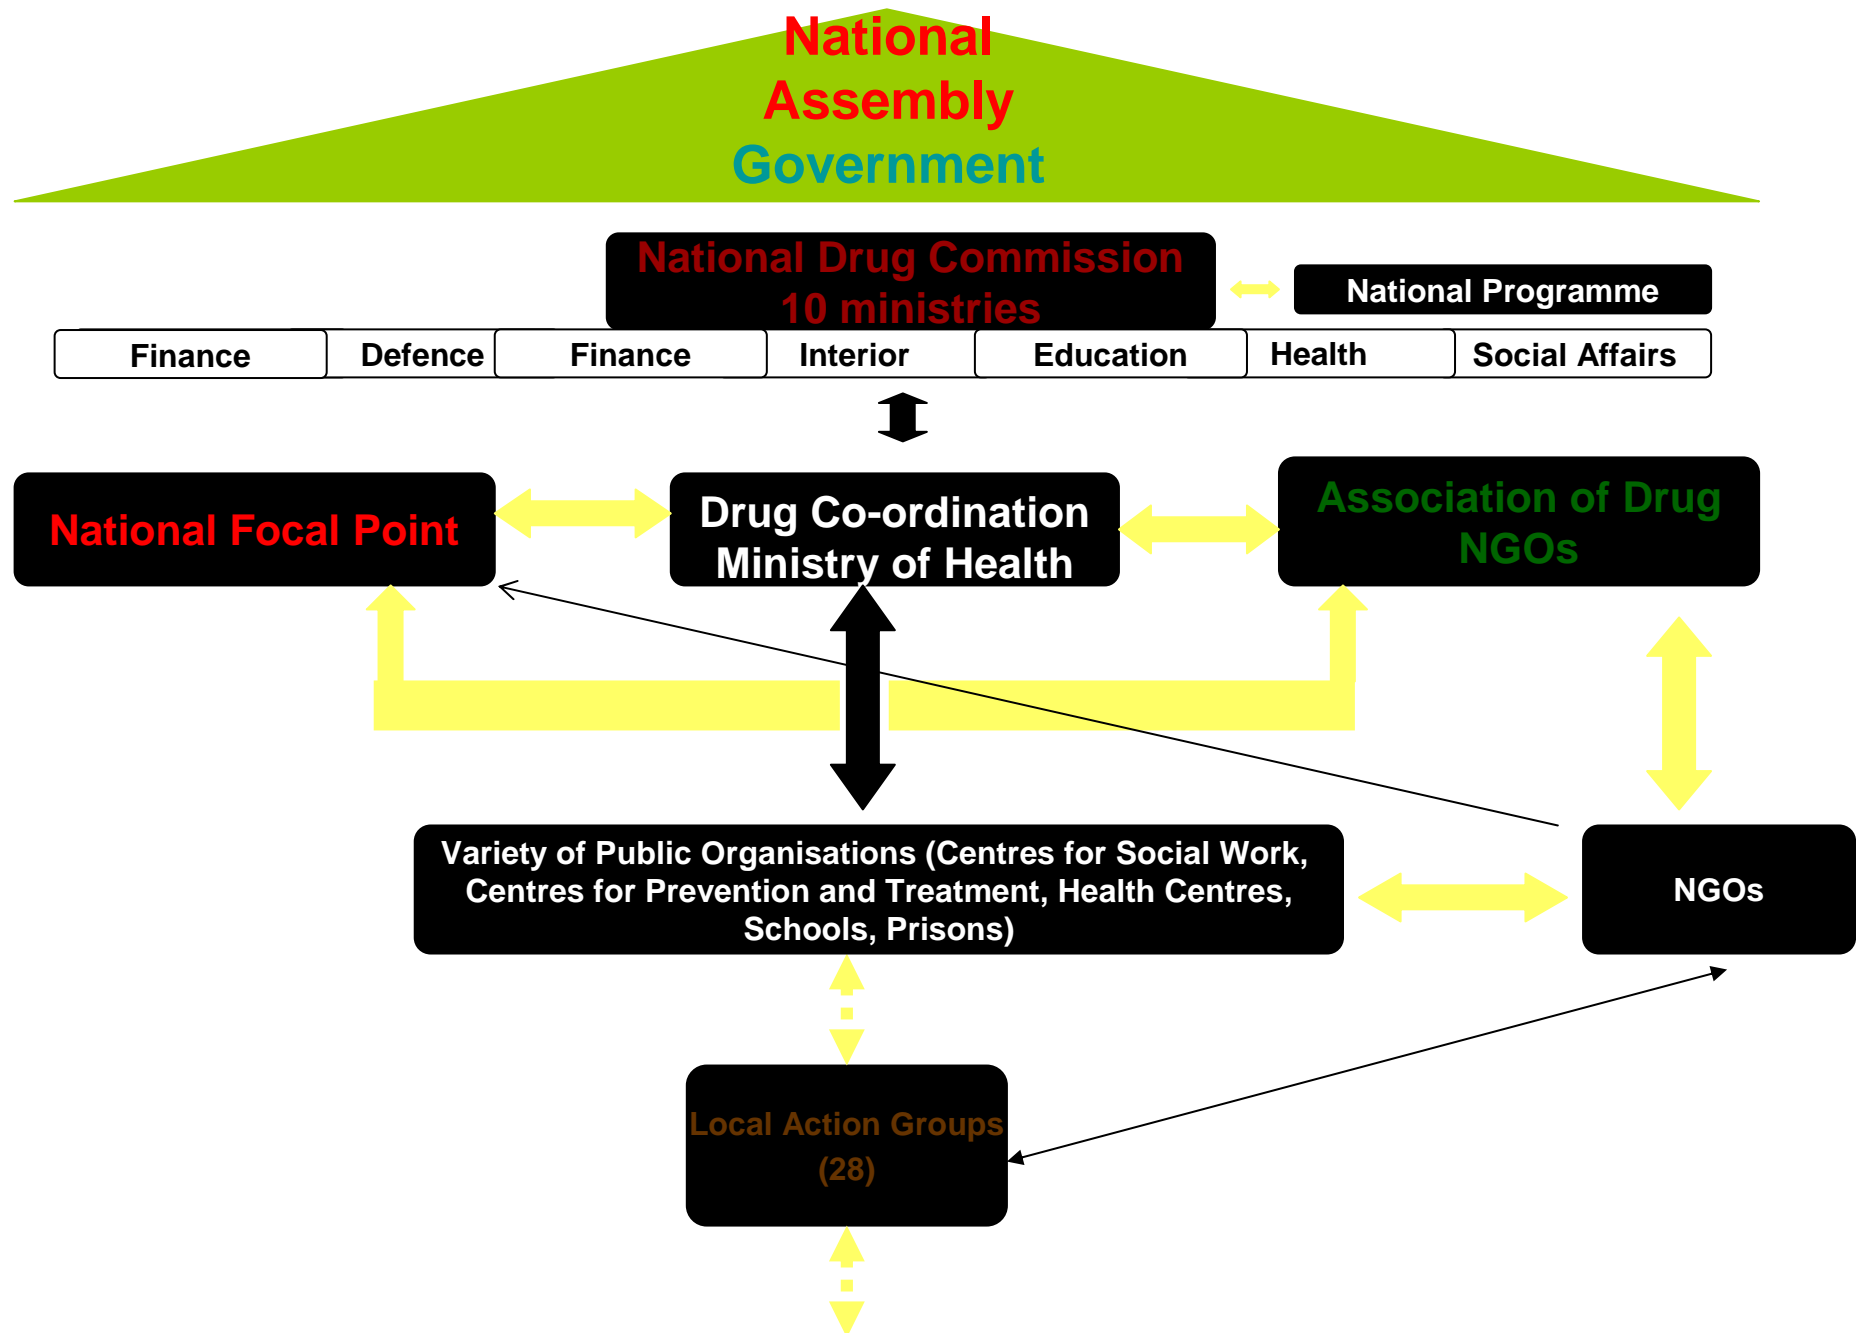 National
Assembly
Government
National Drug Commission
10 ministries
National Programme
Finance
Defence
Finance
Interior
Education
Health
Social Affairs
National Focal Point
Drug Co-ordination
Ministry of Health
Association of Drug
NGOs
Variety of Public Organisations (Centres for Social Work,
Centres for Prevention and Treatment, Health Centres,
Schools, Prisons)
NGOs
Local Action Groups
(28)